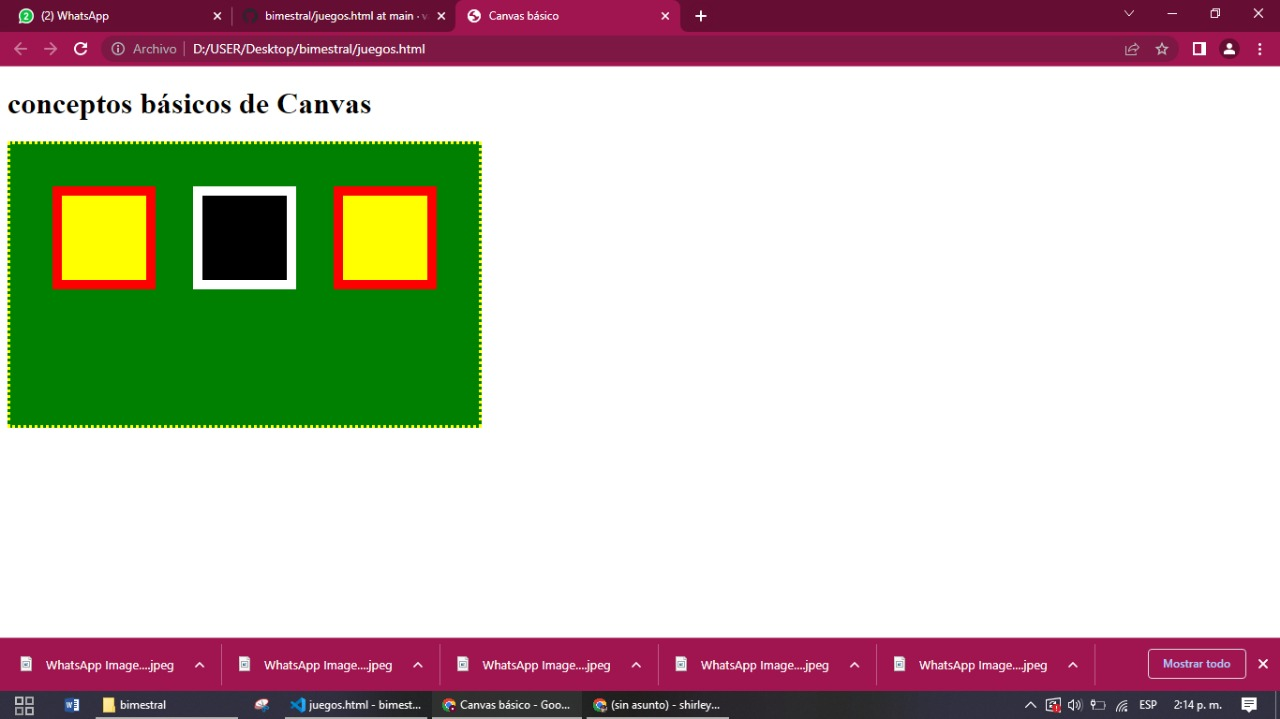 (2) WhatsApp
bimestral/juegos.html at main · v
Canvas básico
Archivo
D:/USER/Desktop/bimestral/juegos.html
conceptos básicos de Canvas
WhatsApp Image....jpeg
WhatsApp Image....jpeg
WhatsApp Image....jpeg
WhatsApp Image....jpeg
WhatsApp Image....jpeg
Mostrar todo
bimestral
juegos.html - bimest...
Canvas básico - Goo...
(sin asunto) - shirley...
ESP
2:14 p. m.